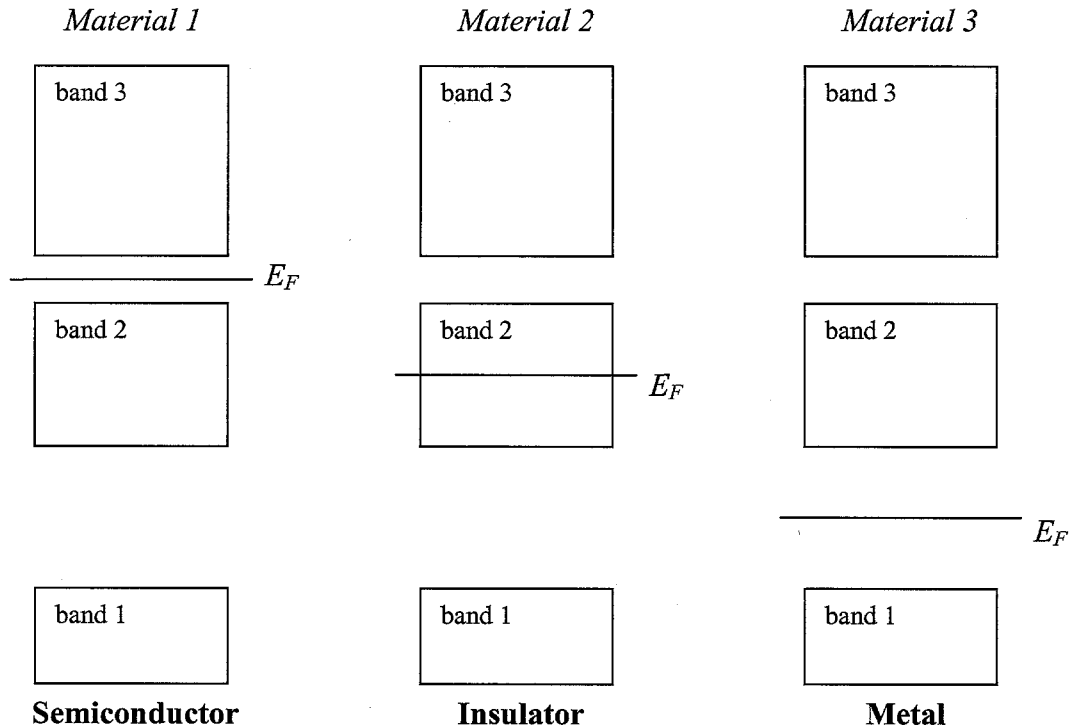 Material 1 Material 2 Material 3
band 3 band 3 band 3
E_F
band 2 band 2 band 2
E_F
E_F
band 1 band 1 band 1
Semiconductor Insulator Metal